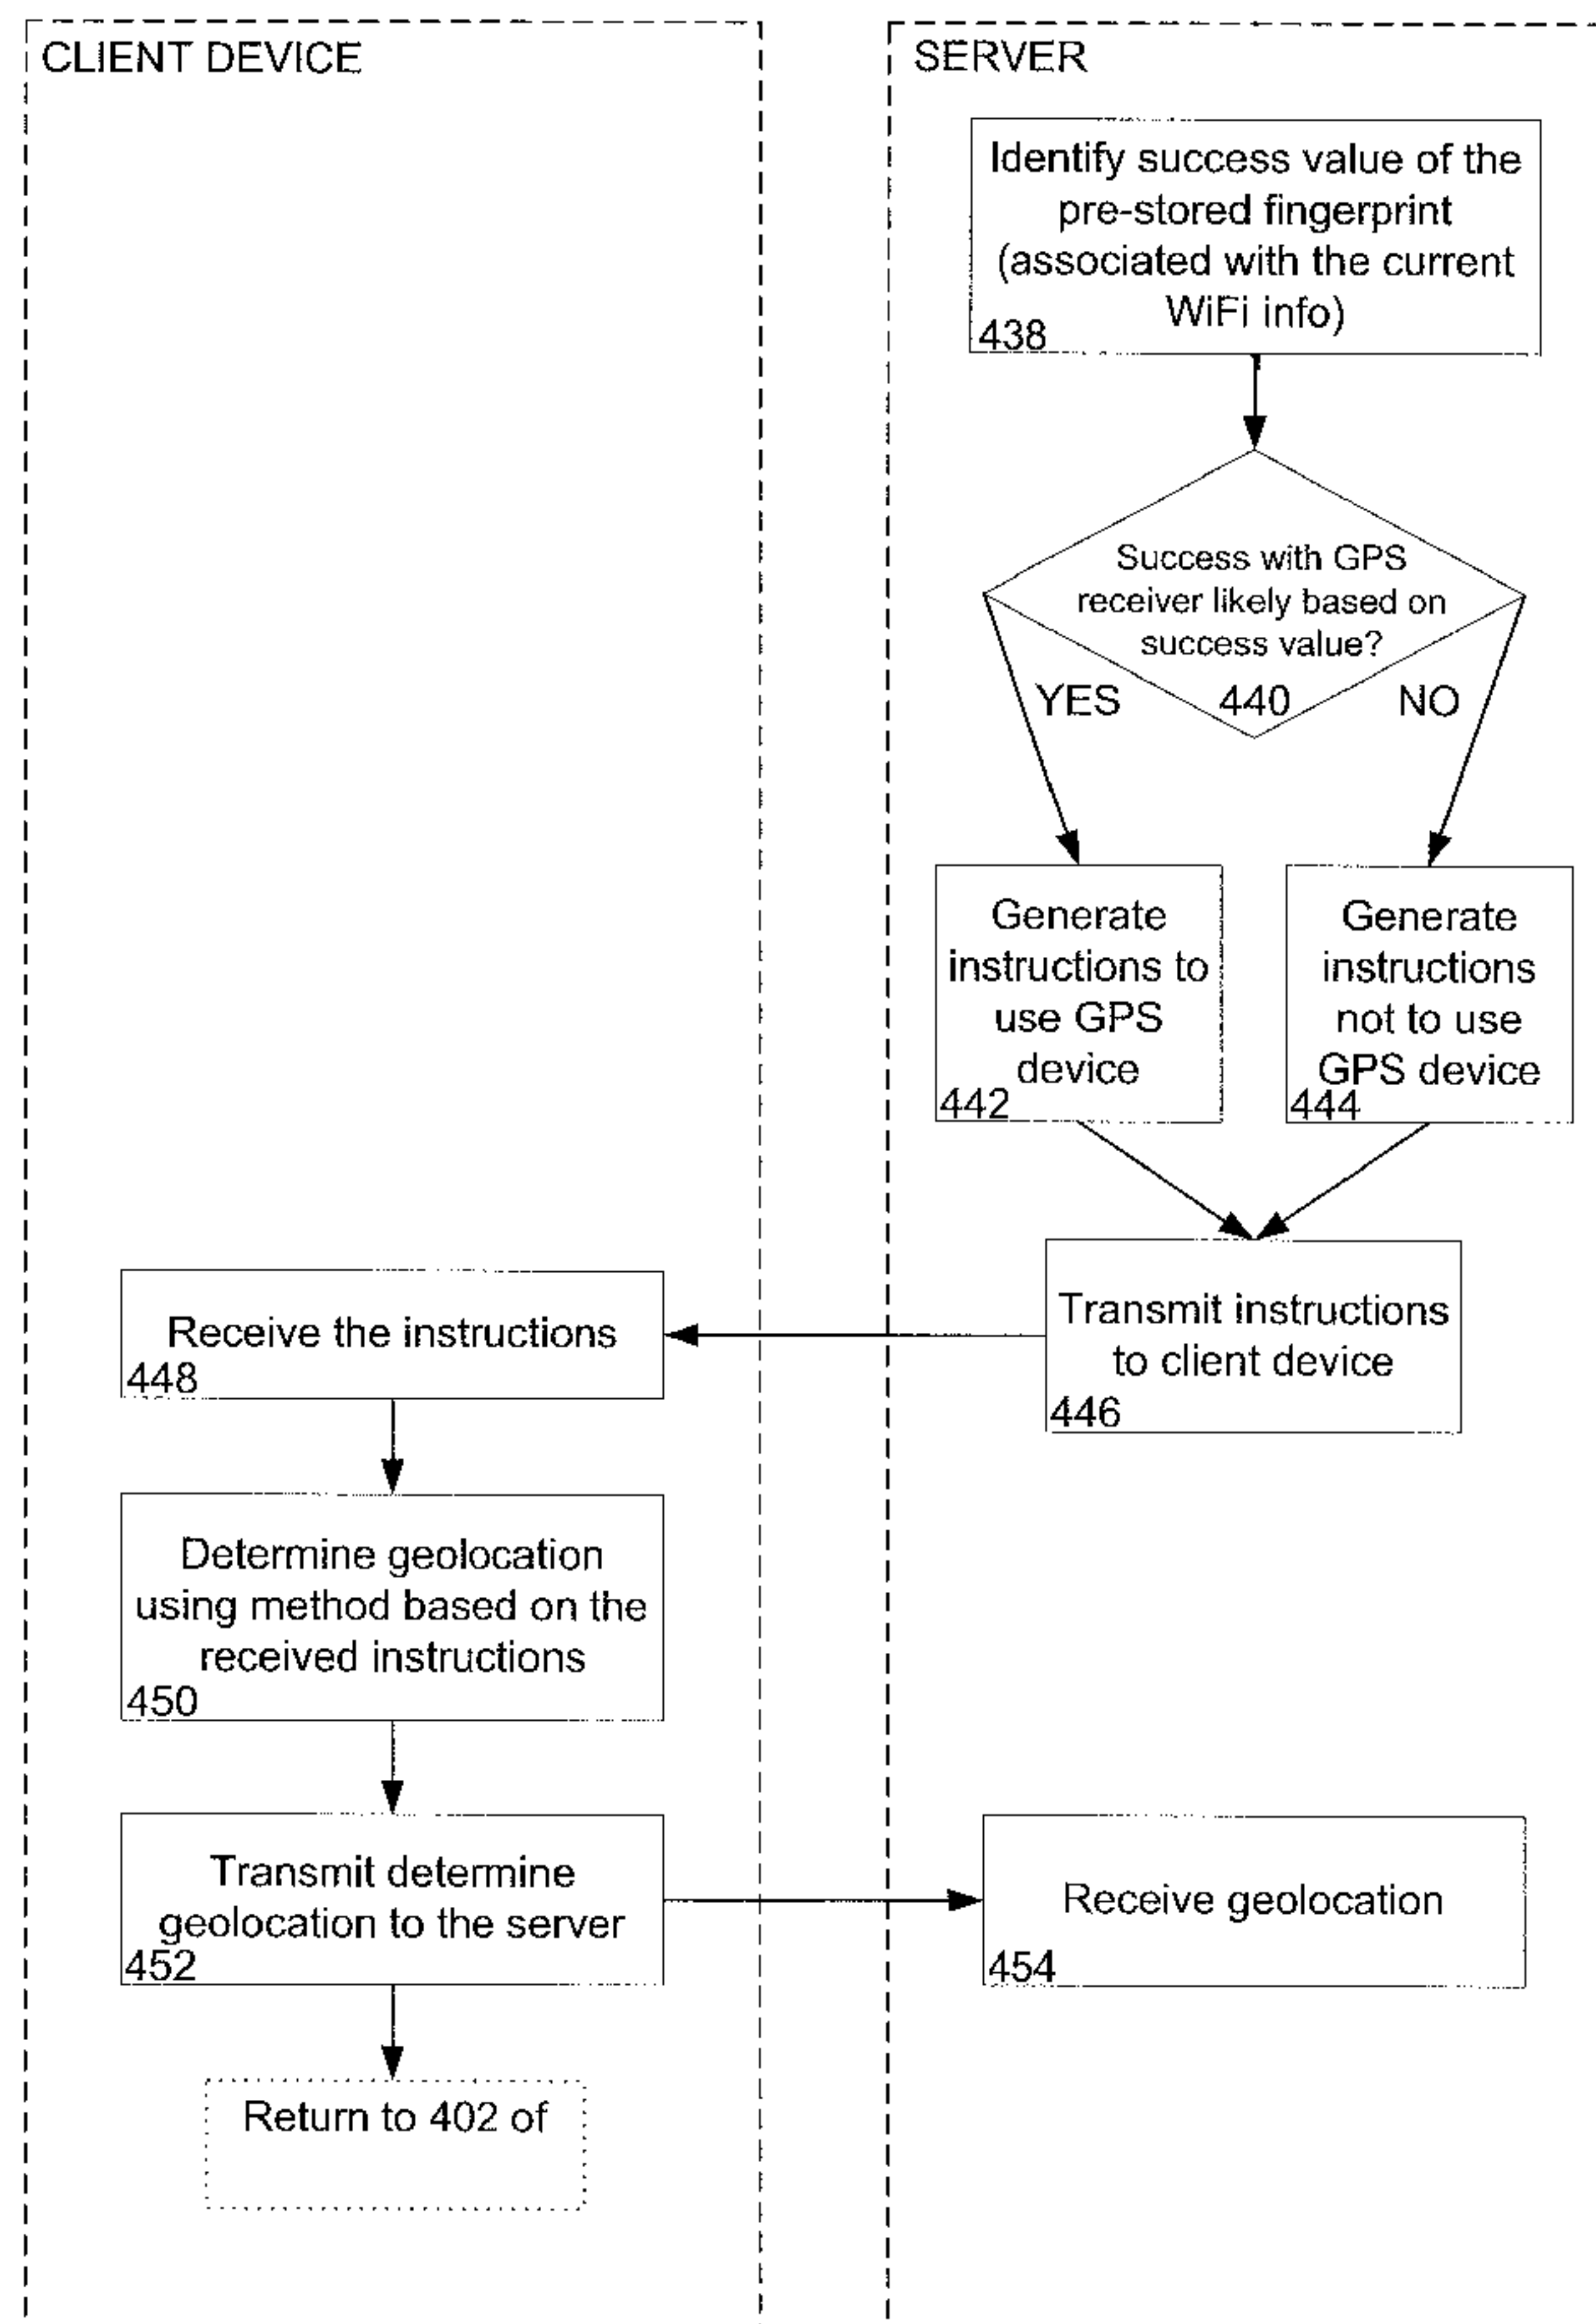 CLIENT DEVICE
SERVER
Identify success value of the
pre-stored fingerprint
(associated with the current
WiFi info)
438
Success with GPS
receiver likely based on
success value?
440
YES
NO
Generate
instructions to
use GPS
device
442
Generate
instructions
not to use
GPS device
444
Transmit instructions
to client device
446
Receive the instructions
448
Determine geolocation
using method based on the
received instructions
450
Transmit determine
geolocation to the server
452
Receive geolocation
454
Return to 402 of